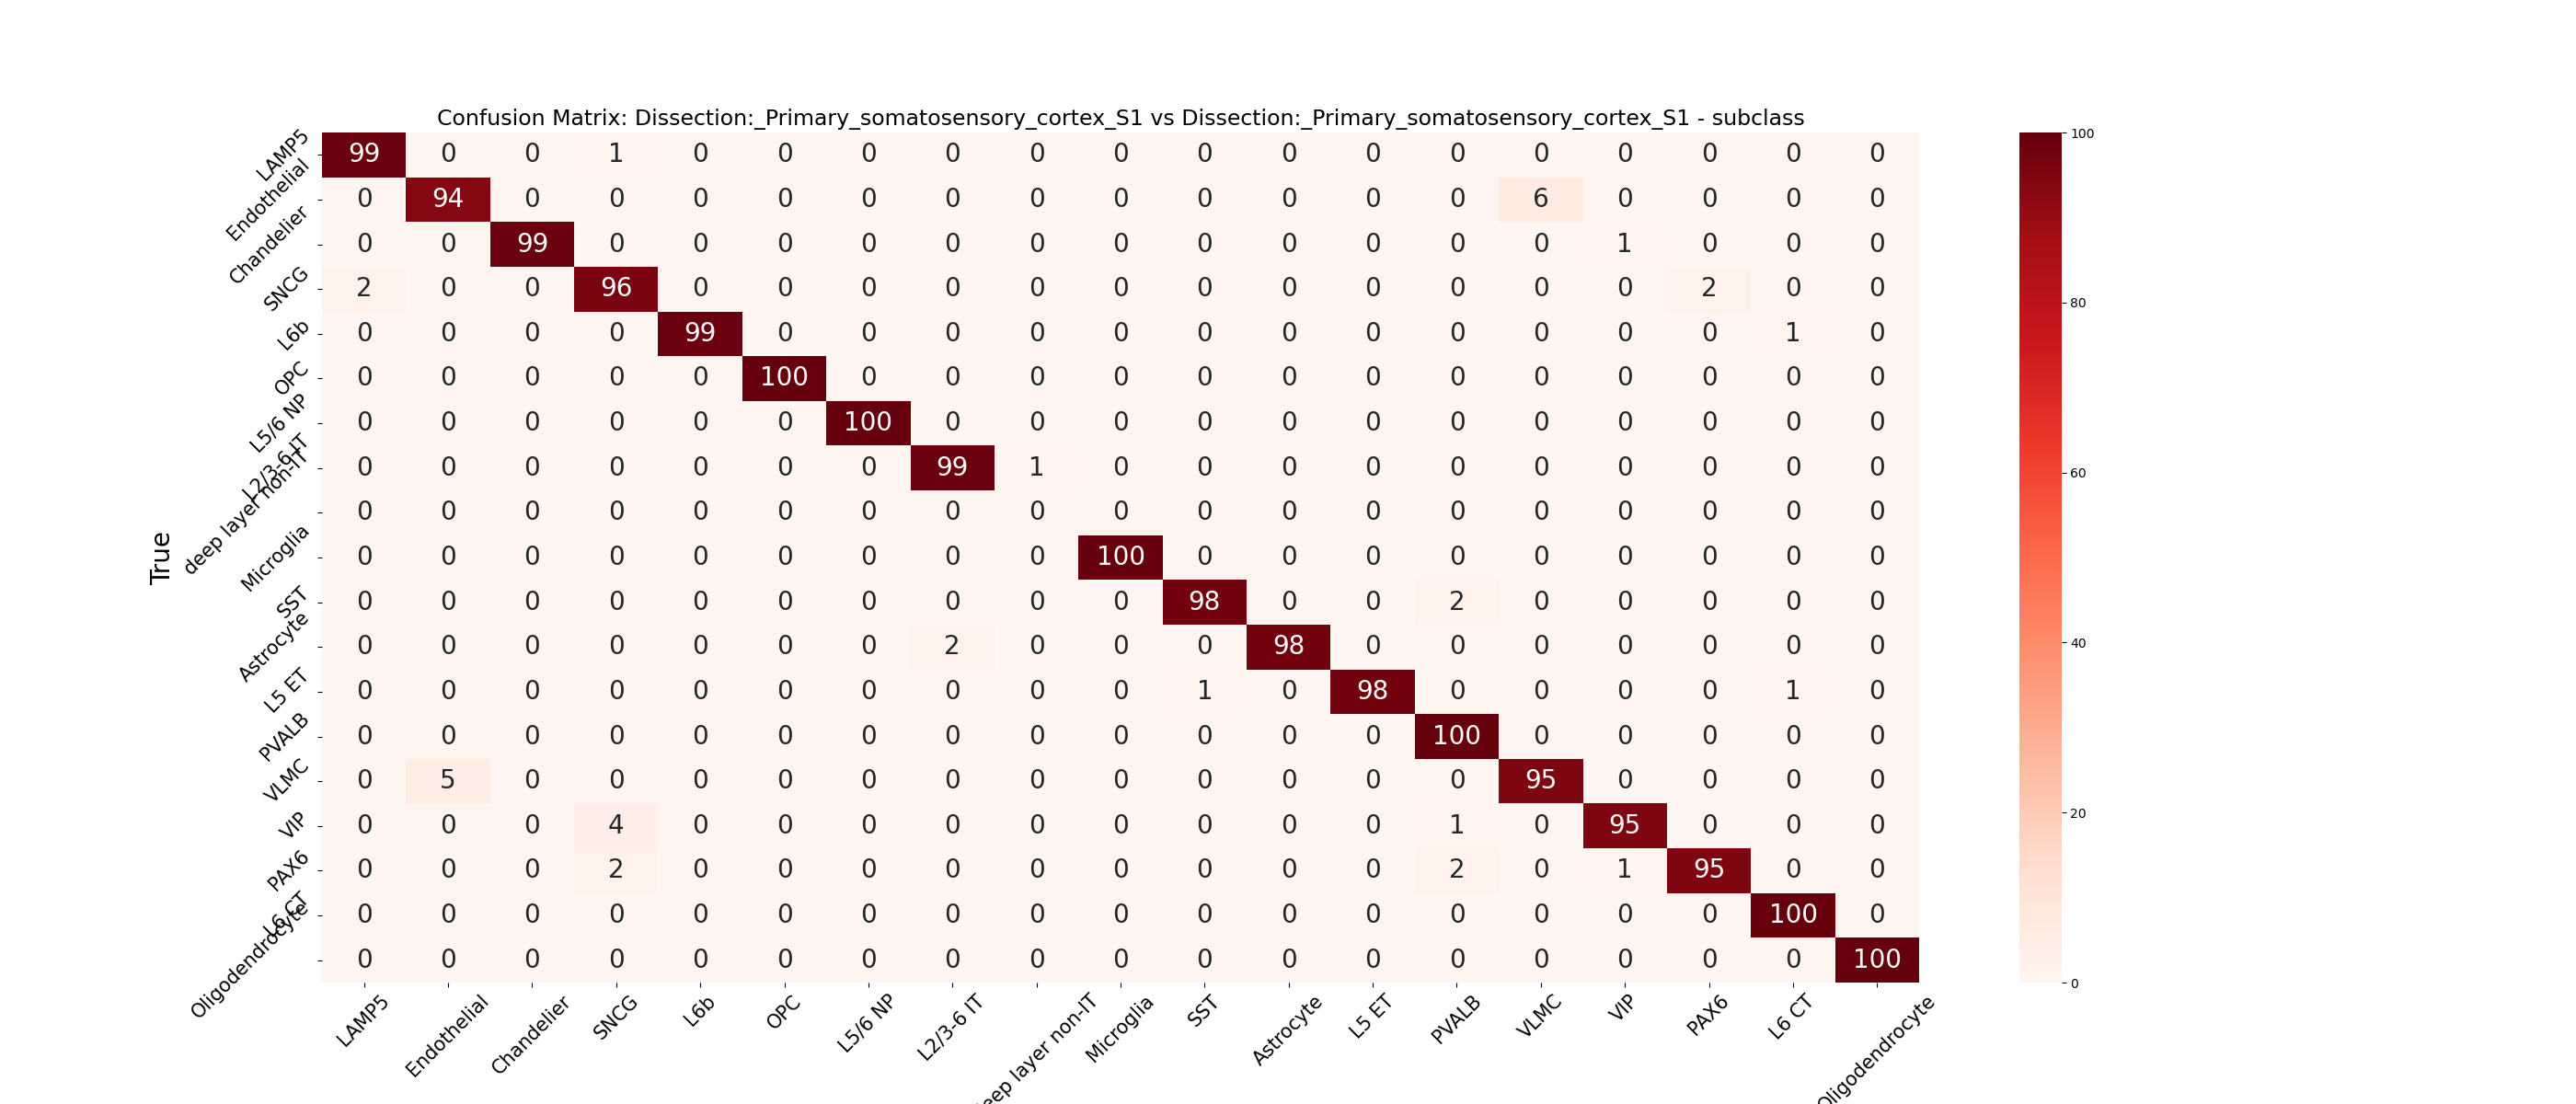 Confusion Matrix: Dissection:_Primary_somatosensory_cortex_S1 vs Dissection:_Primary_somatosensory_cortex_S1 - subclass
True
LAMP5 99 0 0 1 0 0 0 0 0 0 0 0 0 0 0 0 0 0 0
Endothelial 0 94 0 0 0 0 0 0 0 0 0 0 0 0 6 0 0 0 0
Chandelier 0 0 99 0 0 0 0 0 0 0 0 0 0 0 0 1 0 0 0
SNCG 2 0 0 96 0 0 0 0 0 0 0 0 0 0 0 0 2 0 0
L6b 0 0 0 0 99 0 0 0 0 0 0 0 0 0 0 0 0 1 0
OPC 0 0 0 0 0 100 0 0 0 0 0 0 0 0 0 0 0 0 0
L5/6 NP 0 0 0 0 0 0 100 0 0 0 0 0 0 0 0 0 0 0 0
L2/3-6 IT 0 0 0 0 0 0 0 99 1 0 0 0 0 0 0 0 0 0 0
deep layer non-IT 0 0 0 0 0 0 0 0 0 0 0 0 0 0 0 0 0 0 0
Microglia 0 0 0 0 0 0 0 0 0 100 0 0 0 0 0 0 0 0 0
SST 0 0 0 0 0 0 0 0 0 0 98 0 0 2 0 0 0 0 0
Astrocyte 0 0 0 0 0 0 0 2 0 0 0 98 0 0 0 0 0 0 0
L5 ET 0 0 0 0 0 0 0 0 0 0 1 0 98 0 0 0 0 1 0
PVALB 0 0 0 0 0 0 0 0 0 0 0 0 0 100 0 0 0 0 0
VLMC 0 5 0 0 0 0 0 0 0 0 0 0 0 0 95 0 0 0 0
VIP 0 0 0 4 0 0 0 0 0 0 0 0 0 1 0 95 0 0 0
PAX6 0 0 0 2 0 0 0 0 0 0 0 0 0 2 0 1 95 0 0
L6 CT 0 0 0 0 0 0 0 0 0 0 0 0 0 0 0 0 0 100 0
Oligodendrocyte 0 0 0 0 0 0 0 0 0 0 0 0 0 0 0 0 0 0 100
LAMP5 Endothelial Chandelier SNCG L6b OPC L5/6 NP L2/3-6 IT layer non-IT Microglia SST Astrocyte L5 ET PVALB VLMC VIP PAX6 L6 CT Oligodendrocyte
100
80
60
40
20
0